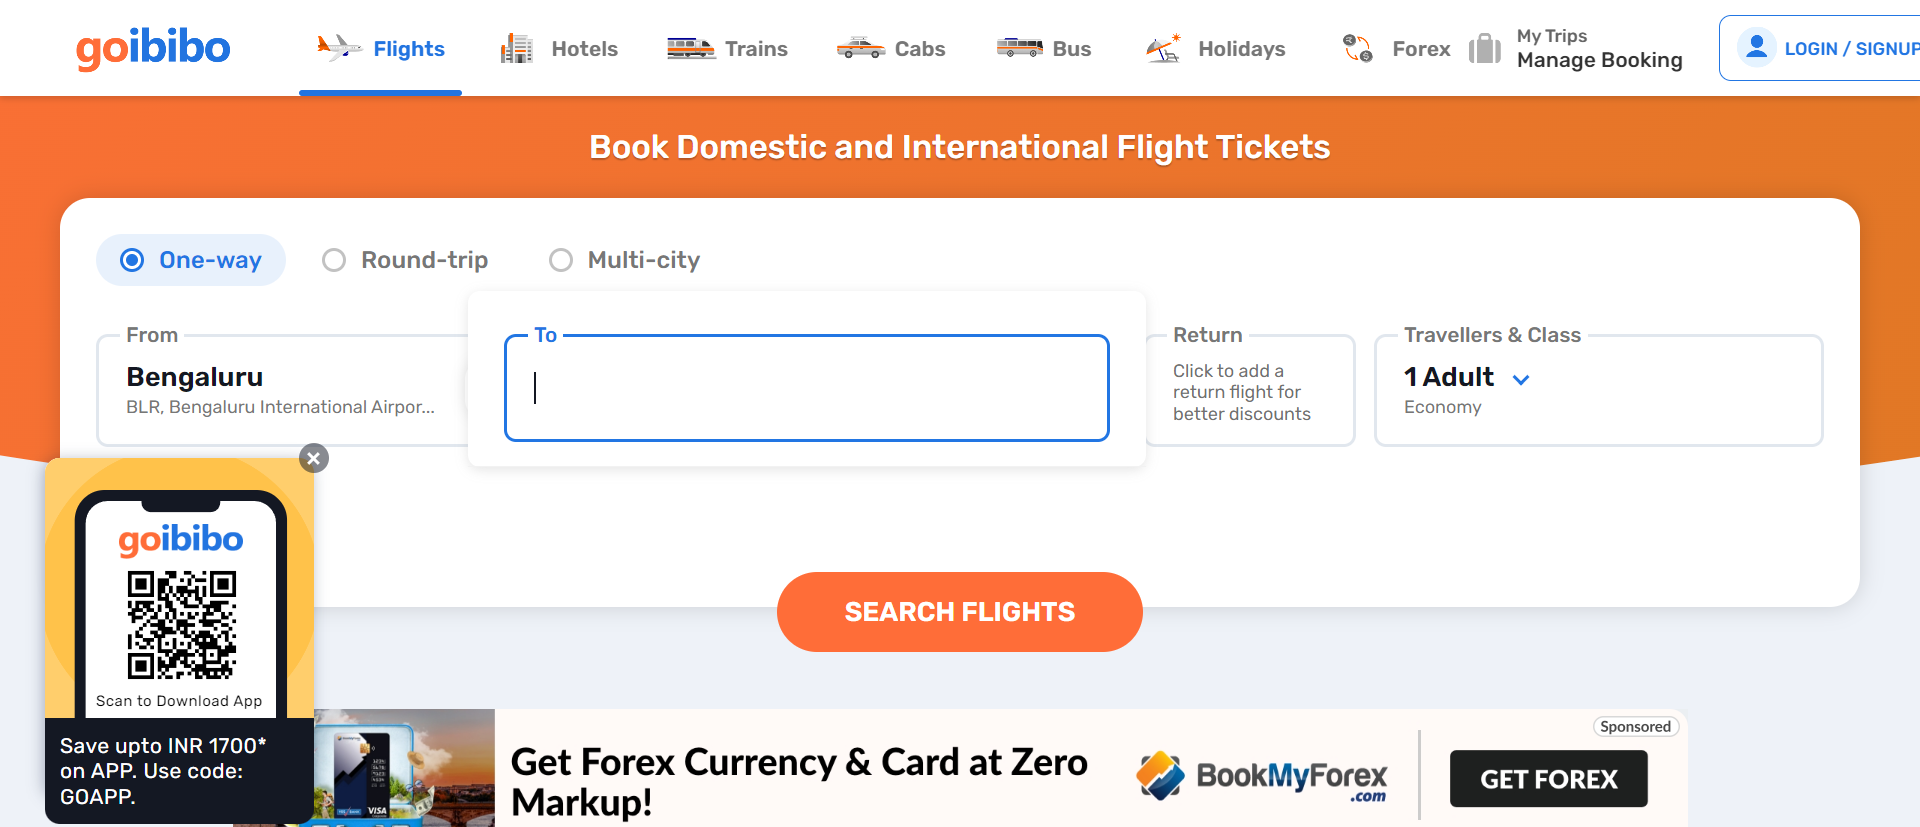 goibibo
Flights
Hotels
Trains
Cabs
Bus
Holidays
Forex
My Trips
Manage Booking
LOGIN / SIGNUP
Book Domestic and International Flight Tickets
One-way
Round-trip
Multi-city
From
Bengaluru
BLR, Bengaluru International Airpor...
To
Return
Click to add a
return flight for
better discounts
Travellers & Class
1 Adult
Economy
SEARCH FLIGHTS
goibibo
Scan to Download App
Save upto INR 1700*
on APP. Use code:
GOAPP.
VISA
Get Forex Currency & Card at Zero
Markup!
BookMyForex
.com
Sponsored
GET FOREX